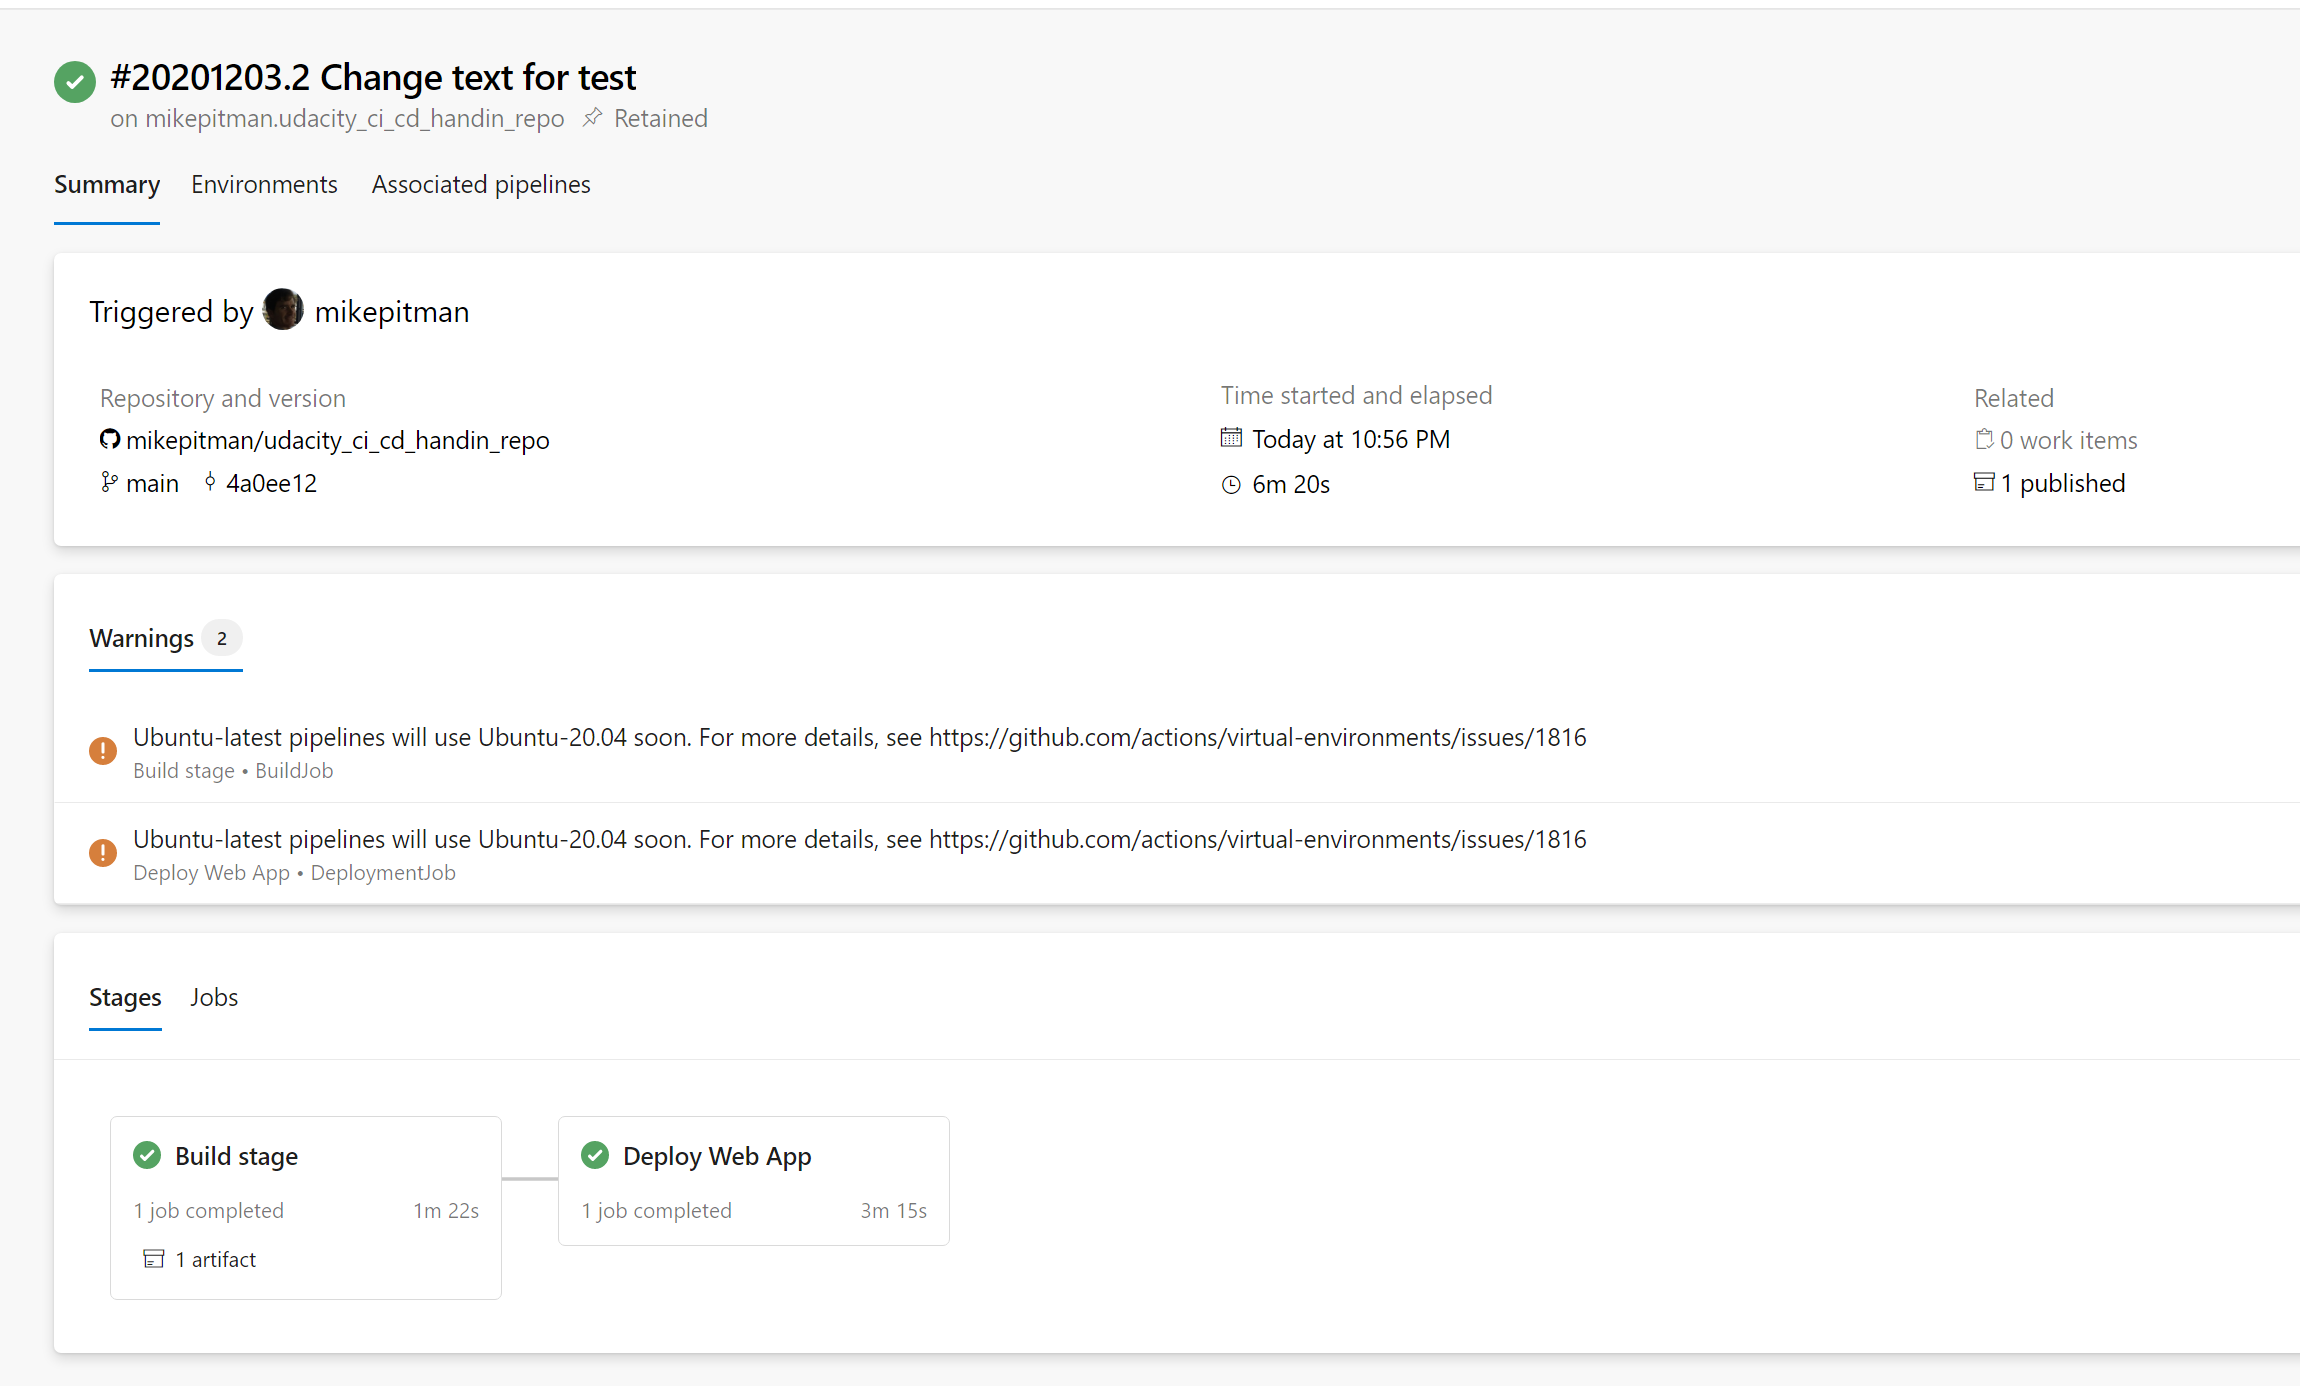 #20201203.2 Change text for test
on mikepitman.udacity_ci_cd_handin_repo Retained
Summary Environments Associated pipelines
Triggered by mikepitman
Repository and version
mikepitman/udacity_ci_cd_handin_repo
main 4a0ee12
Time started and elapsed
Today at 10:56 PM
6m 20s
Related
0 work items
1 published
Warnings 2
Ubuntu-latest pipelines will use Ubuntu-20.04 soon. For more details, see https://github.com/actions/virtual-environments/issues/1816
Build stage • BuildJob
Ubuntu-latest pipelines will use Ubuntu-20.04 soon. For more details, see https://github.com/actions/virtual-environments/issues/1816
Deploy Web App • DeploymentJob
Stages Jobs
Build stage
1 job completed 1m 22s
1 artifact
Deploy Web App
1 job completed 3m 15s